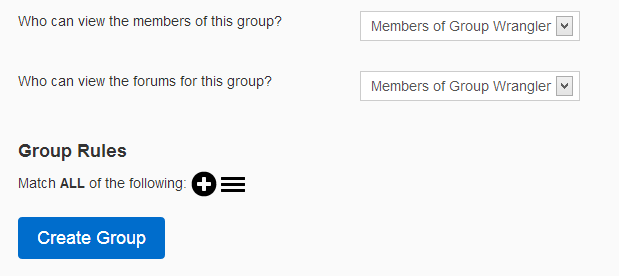 Who can view the members of this group? Members of Group Wrangler
Who can view the forums for this group? Members of Group Wrangler
Group Rules
Match ALL of the following:
Create Group